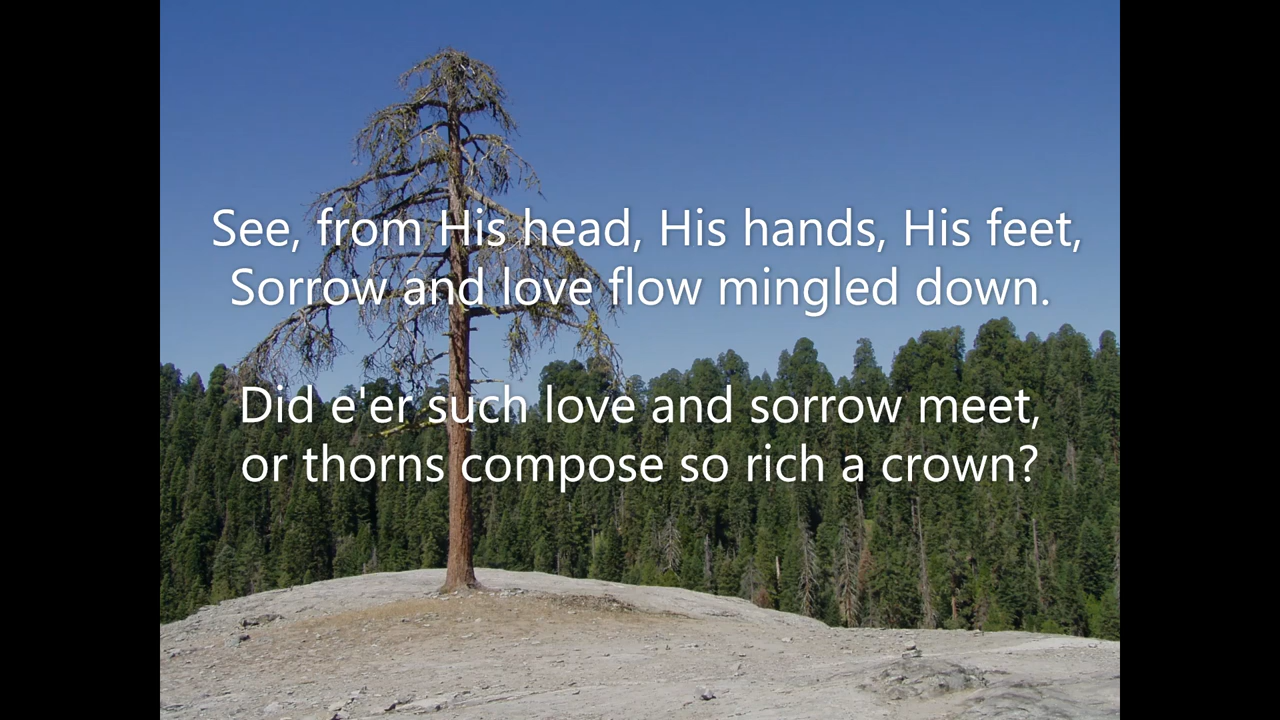 See, from His head, His hands, His feet,
Sorrow and love flow mingled down.
Did e'er such love and sorrow meet,
or thorns compose so rich a crown?